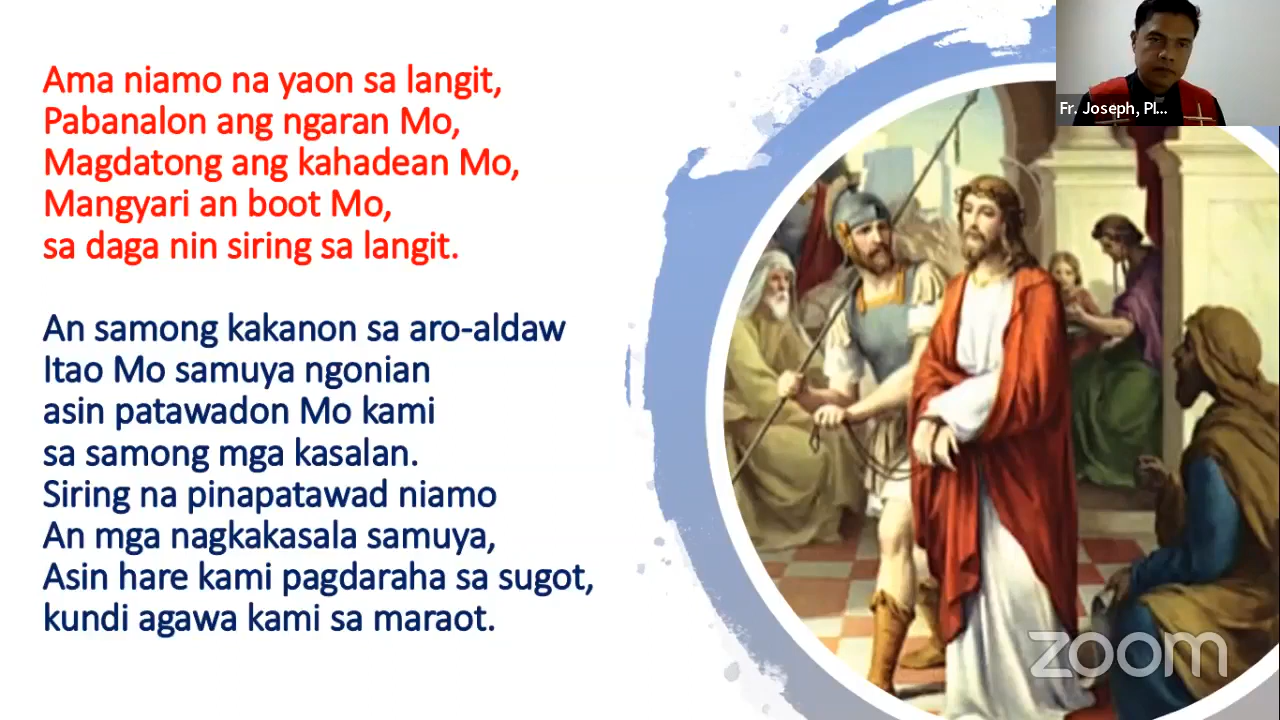 Ama niamo na yaon sa langit,
Pabanalon ang ngaran Mo,
Magdatong ang kahadean Mo,
Mangyari an boot Mo,
sa daga nin siring sa langit.
An samong kakanon sa aro-aldaw
Itao Mo samuya ngonian
asin patawadon Mo kami
sa samong mga kasalan.
Siring na pinapatawad niamo
An mga nagkakasala samuya,
Asin hare kami pagdaraha sa sugot,
kundi agawa kami sa maraot.
Fr. Joseph, Pl...
zoom